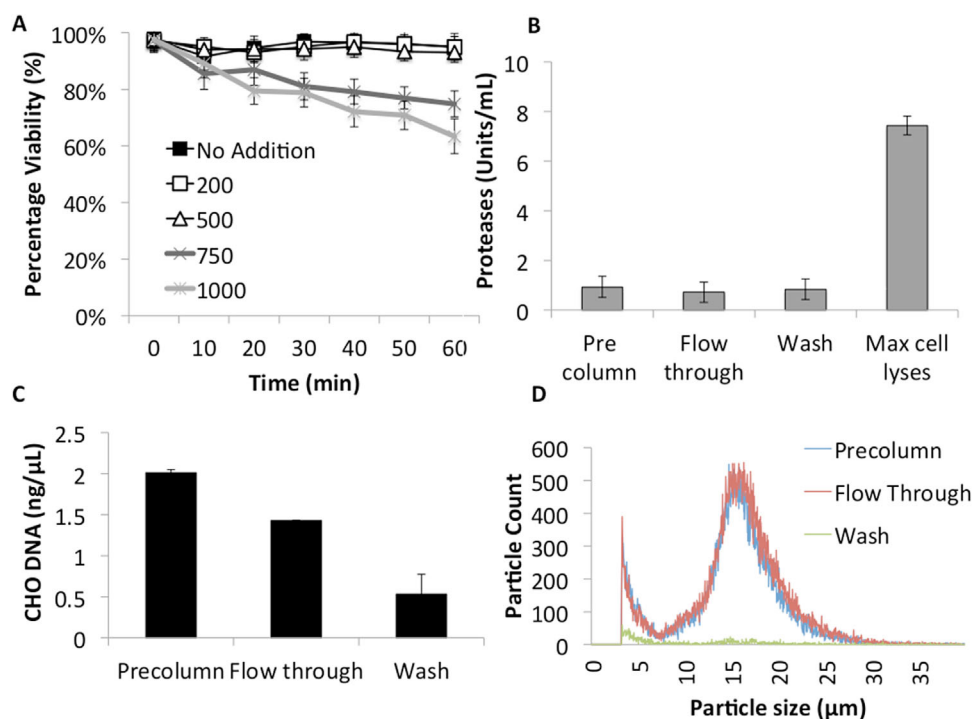 A
Percentage Viability (%)
100%
80%
60%
40%
20%
0%
No Addition
200
500
750
1000
0 10 20 30 40 50 60
Time (min)
B
Proteases (Units/mL)
10
8
6
4
2
0
Pre column
Flow through
Wash
Max cell lyses
C
CHO DNA (ng/µL)
2.5
2
1.5
1
0.5
0
Precolumn Flow through Wash
D
Particle Count
600
500
400
300
200
100
0
Precolumn
Flow Through
Wash
0 5 10 15 20 25 30 35
Particle size (µm)